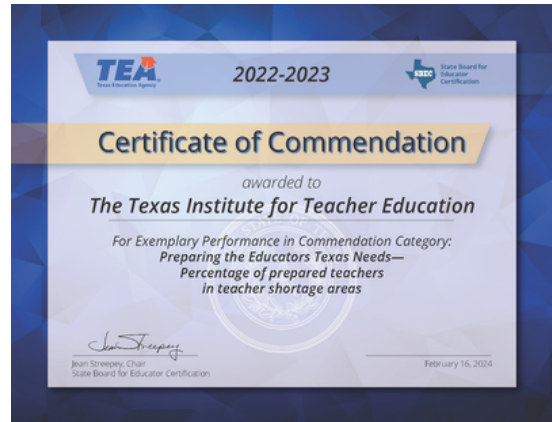 TEA
Texas Education Agency
2022-2023
SBEC
State Board for
Educator
Certification
Certificate of Commendation
awarded to
The Texas Institute for Teacher Education
For Exemplary Performance in Commendation Category:
Preparing the Educators Texas Needs—
Percentage of prepared teachers
in teacher shortage areas
Jean Streepey
Jean Streepey, Chair
State Board for Educator Certification
February 16, 2024